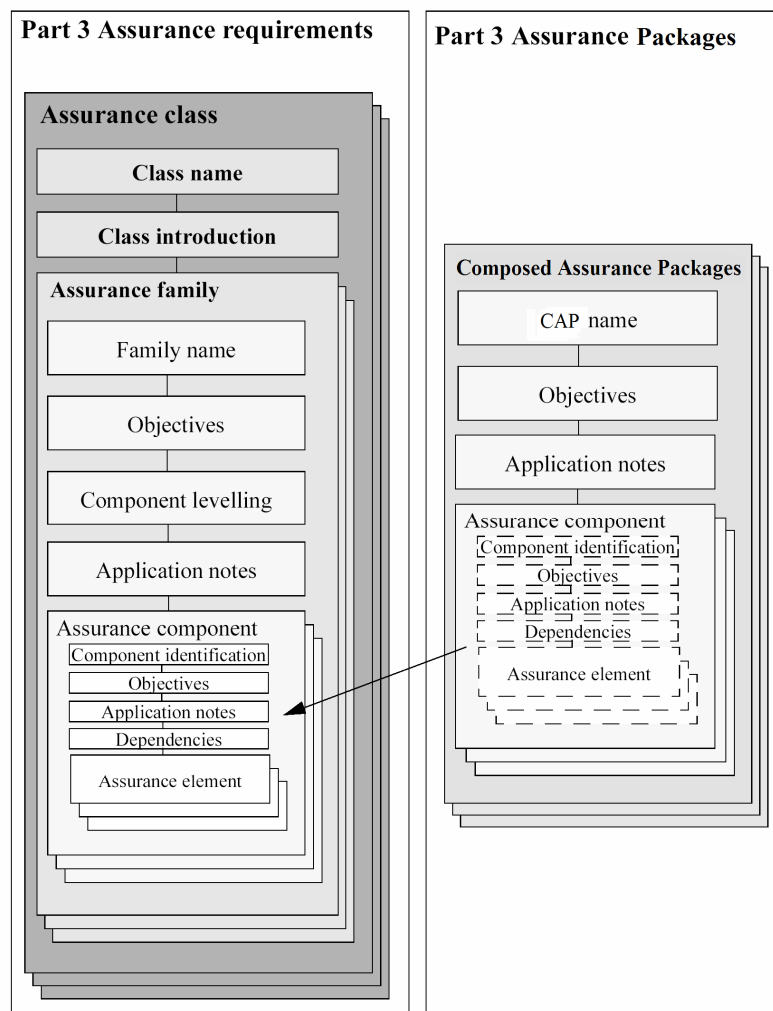 Part 3 Assurance requirements
Assurance class
Class name
Class introduction
Assurance family
Family name
Objectives
Component levelling
Application notes
Assurance component
Component identification
Objectives
Application notes
Dependencies
Assurance element
Part 3 Assurance Packages
Composed Assurance Packages
CAP name
Objectives
Application notes
Assurance component
Component identification
Objectives
Application notes
Dependencies
Assurance element